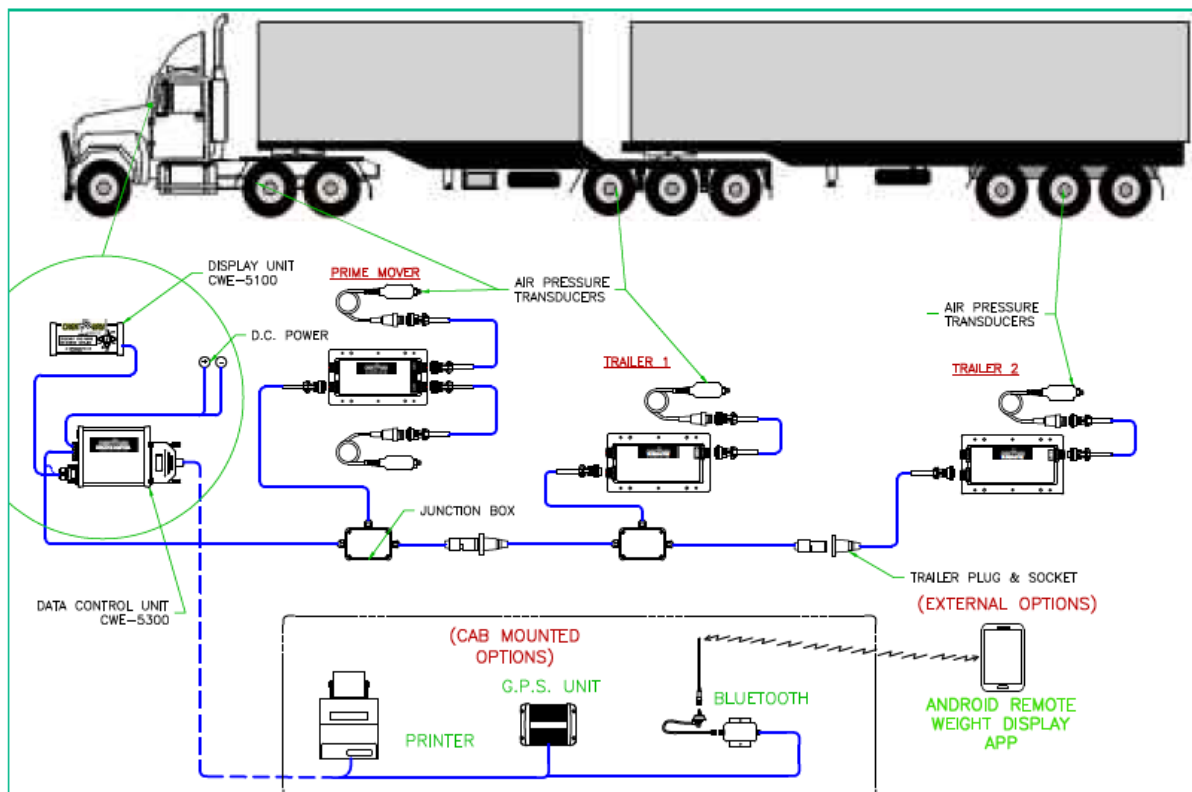 DISPLAY UNIT
CWE-5100
PRIME MOVER
AIR PRESSURE
TRANSDUCERS
AIR PRESSURE
TRANSDUCERS
D.C. POWER
TRAILER 1
TRAILER 2
JUNCTION BOX
TRAILER PLUG & SOCKET
(EXTERNAL OPTIONS)
DATA CONTROL UNIT
CWE-5300
(CAB MOUNTED
OPTIONS)
G.P.S. UNIT
BLUETOOTH
PRINTER
ANDROID REMOTE
WEIGHT DISPLAY
APP